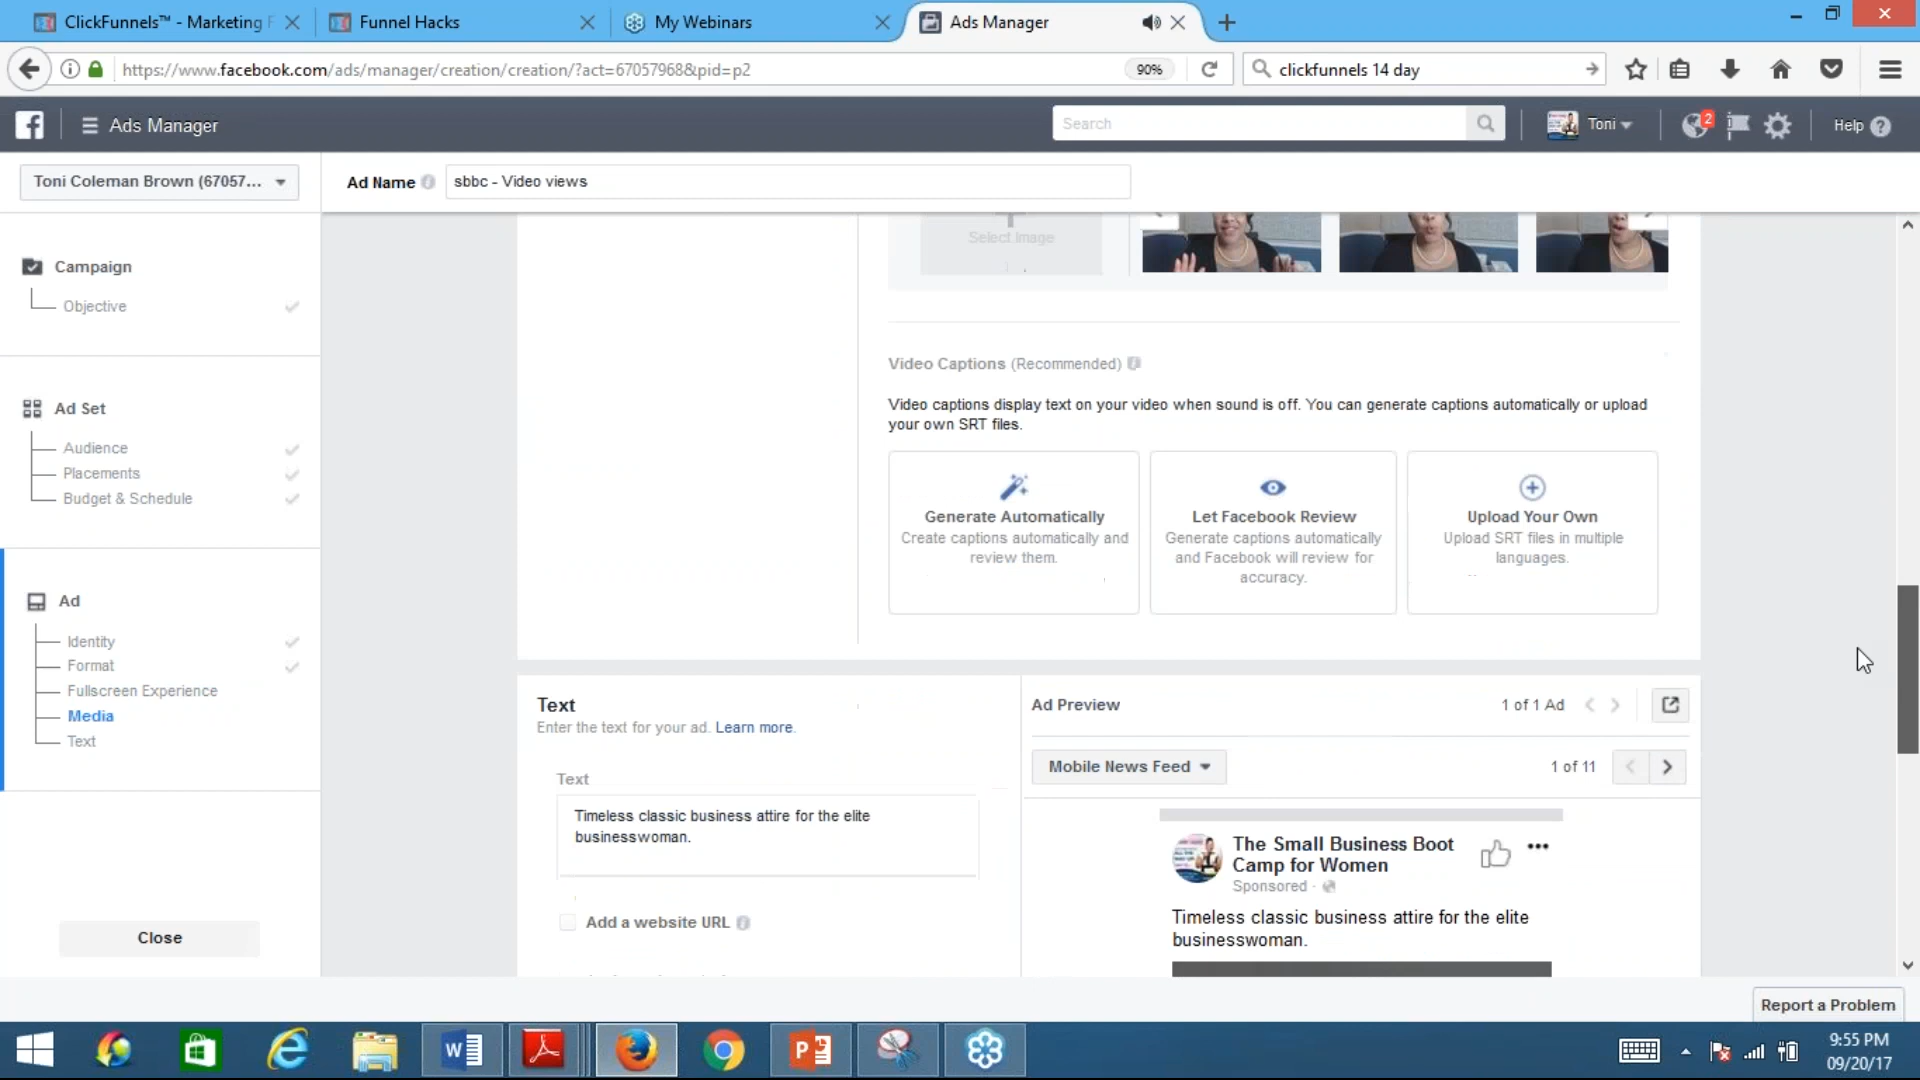 ClickFunnels™ - Marketing F
Funnel Hacks
My Webinars
Ads Manager
https://www.facebook.com/ads/manager/creation/creation/?act=67057968&pid=p2
90%
clickfunnels 14 day
Ads Manager
Search
Toni
2
Help
Toni Coleman Brown (67057...
Ad Name
sbbc - Video views
Campaign
Objective
Ad Set
Audience
Placements
Budget & Schedule
Ad
Identity
Format
Fullscreen Experience
Media
Text
Close
Select Image
Video Captions (Recommended)
Video captions display text on your video when sound is off. You can generate captions automatically or upload
your own SRT files.
Generate Automatically
Create captions automatically and
review them.
Let Facebook Review
Generate captions automatically
and Facebook will review for
accuracy.
Upload Your Own
Upload SRT files in multiple
languages.
Text
Enter the text for your ad. Learn more.
Text
Timeless classic business attire for the elite
businesswoman.
Add a website URL
Ad Preview
1 of 1 Ad
Mobile News Feed
1 of 11
The Small Business Boot
Camp for Women
Sponsored ·
Timeless classic business attire for the elite
businesswoman.
Report a Problem
9:55 PM
09/20/17